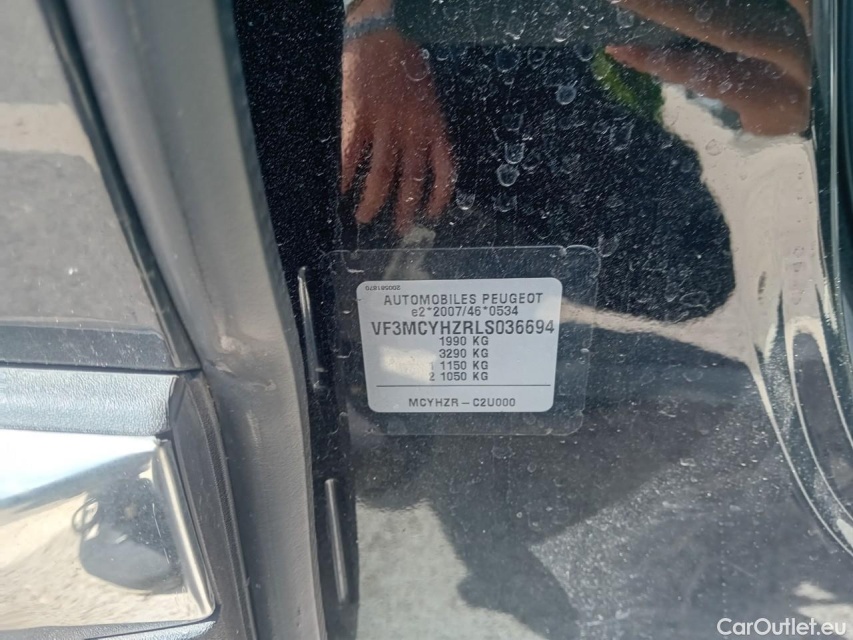 200581870
AUTOMOBILES PEUGEOT
e2*2007/46*0534
VF3MCYHZRLS036694
1990 KG
3290 KG
1 1150 KG
2 1050 KG
MCYHZR - C2U000
CarOutlet.eu